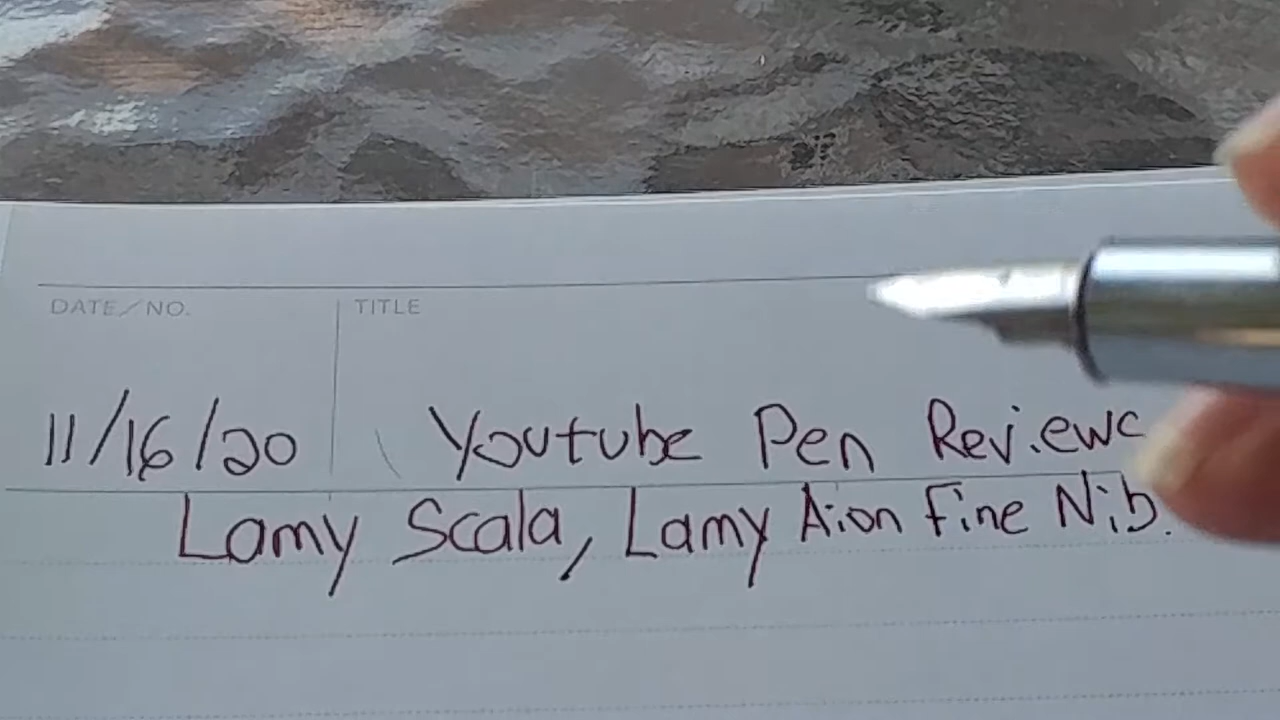 DATE/NO. TITLE
11/16/20 Youtube Pen Reviews
Lamy Scala, Lamy Aion Fine Nib.